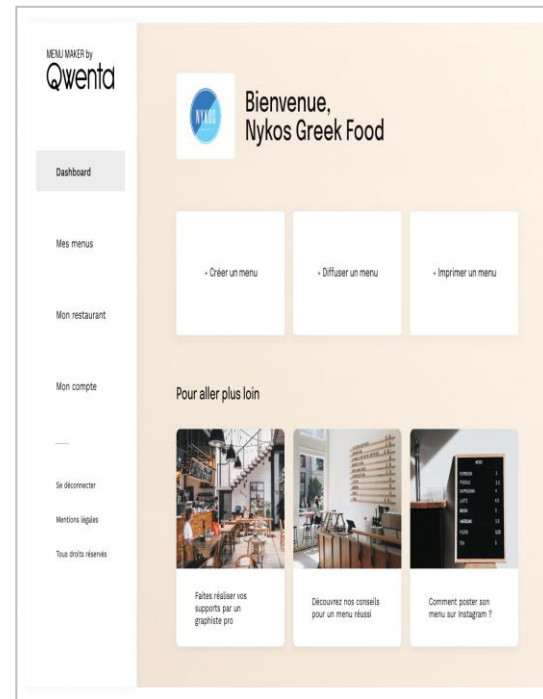 MENU MAKER by
Qwenta
Dashboard
Mes menus
Mon restaurant
Mon compte
Se déconnecter
Mentions légales
Tous droits réservés
NYKOS
Bienvenue,
Nykos Greek Food
+ Créer un menu
+ Diffuser un menu
+ Imprimer un menu
Pour aller plus loin
MENU
Faites réaliser vos
supports par un
graphiste pro
Découvrez nos conseils
pour un menu réussi
Comment poster son
menu sur Instagram ?